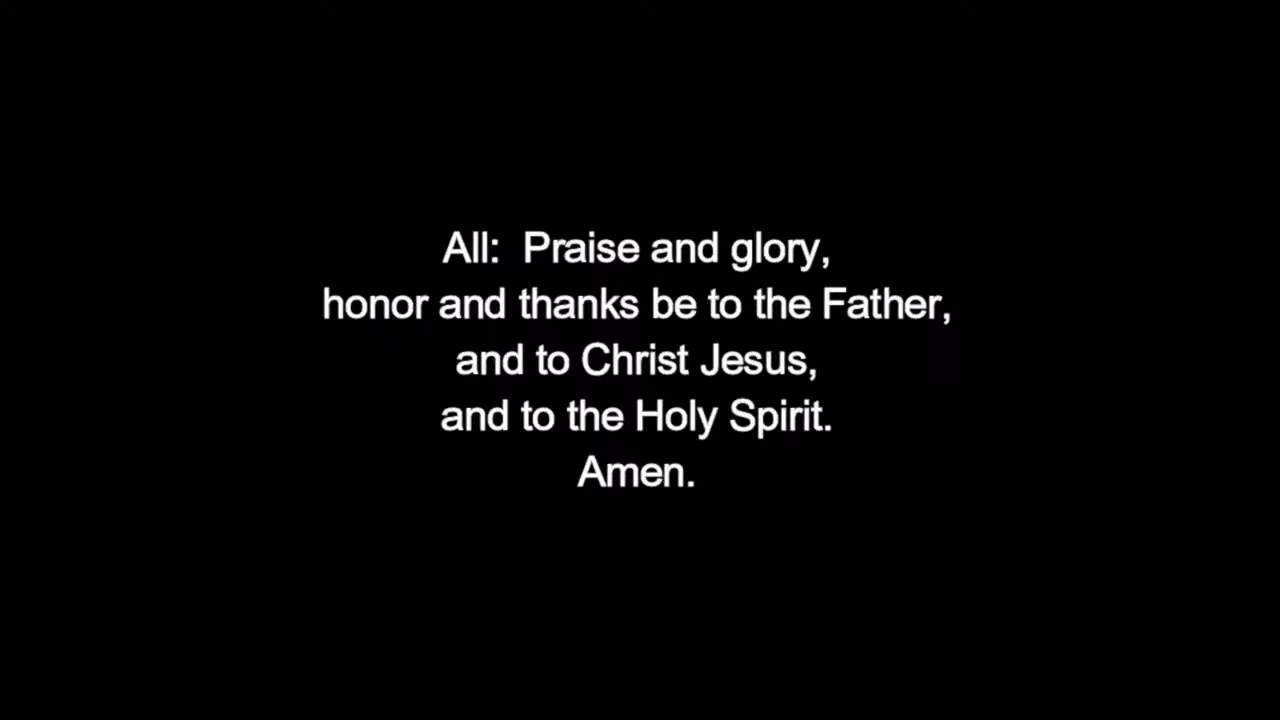 All:  Praise and glory,
honor and thanks be to the Father,
and to Christ Jesus,
and to the Holy Spirit.
Amen.